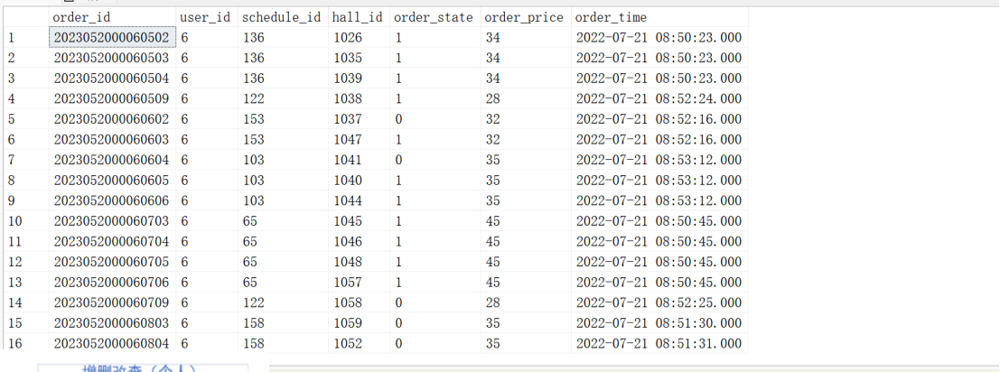 order_id user_id schedule_id hall_id order_state order_price order_time
1 2023052000060502 6 136 1026 1 34 2022-07-21 08:50:23.000
2 2023052000060503 6 136 1035 1 34 2022-07-21 08:50:23.000
3 2023052000060504 6 136 1039 1 34 2022-07-21 08:50:23.000
4 2023052000060509 6 122 1038 1 28 2022-07-21 08:52:24.000
5 2023052000060602 6 153 1037 0 32 2022-07-21 08:52:16.000
6 2023052000060603 6 153 1047 1 32 2022-07-21 08:52:16.000
7 2023052000060604 6 103 1041 0 35 2022-07-21 08:53:12.000
8 2023052000060605 6 103 1040 1 35 2022-07-21 08:53:12.000
9 2023052000060606 6 103 1044 1 35 2022-07-21 08:53:12.000
10 2023052000060703 6 65 1045 1 45 2022-07-21 08:50:45.000
11 2023052000060704 6 65 1046 1 45 2022-07-21 08:50:45.000
12 2023052000060705 6 65 1048 1 45 2022-07-21 08:50:45.000
13 2023052000060706 6 65 1057 1 45 2022-07-21 08:50:45.000
14 2023052000060709 6 122 1058 0 28 2022-07-21 08:52:25.000
15 2023052000060803 6 158 1059 0 35 2022-07-21 08:51:30.000
16 2023052000060804 6 158 1052 0 35 2022-07-21 08:51:31.000
增删改查（个人）